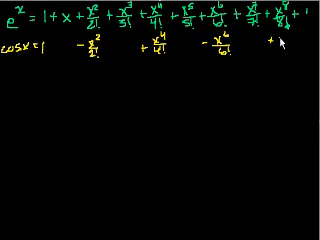 e^x = 1 + x + x²/2! + x³/3! + x⁴/4! + x⁵/5! + x⁶/6! + x⁷/7! + x⁸/8! +
cosx = 1 - x²/2! + x⁴/4! - x⁶/6! +